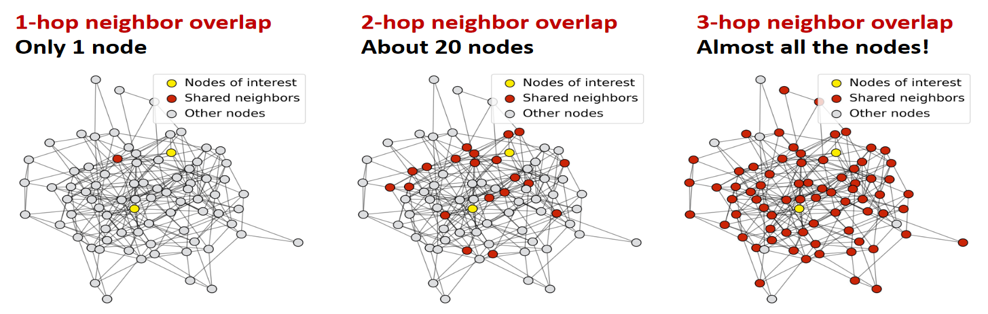 1-hop neighbor overlap
Only 1 node
Nodes of interest
Shared neighbors
Other nodes
2-hop neighbor overlap
About 20 nodes
Nodes of interest
Shared neighbors
Other nodes
3-hop neighbor overlap
Almost all the nodes!
Nodes of interest
Shared neighbors
Other nodes